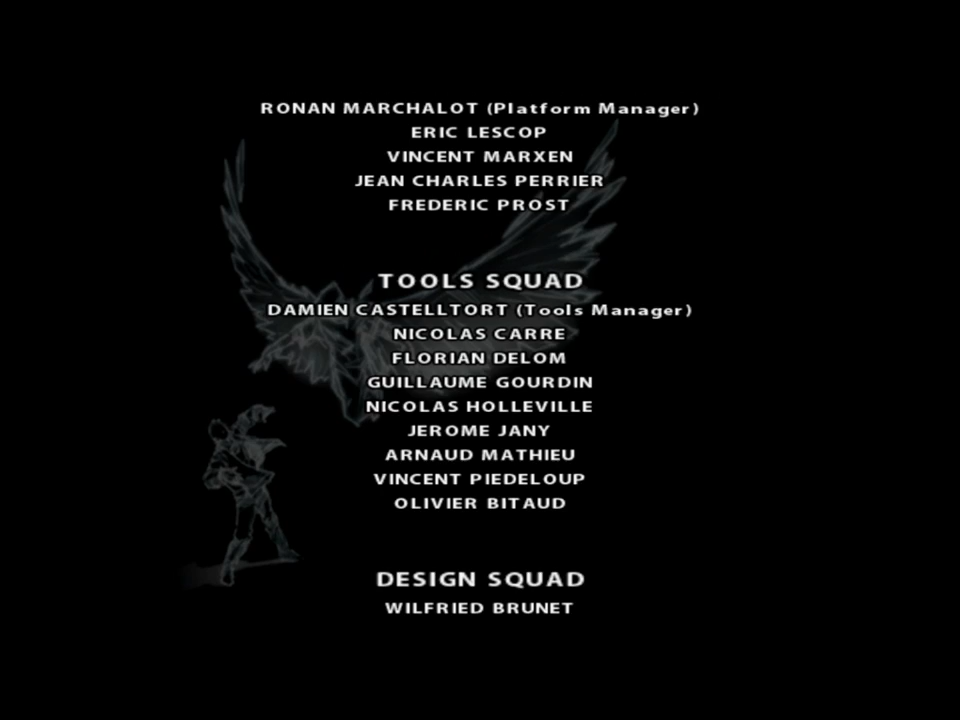 RONAN MARCHALOT (Platform Manager)
ERIC LESCOP
VINCENT MARXEN
JEAN CHARLES PERRIER
FREDERIC PROST
TOOLS SQUAD
DAMIEN CASTELLTORT (Tools Manager)
NICOLAS CARRE
FLORIAN DELOM
GUILLAUME GOURDIN
NICOLAS HOLLEVILLE
JEROME JANY
ARNAUD MATHIEU
VINCENT PIEDELOUP
OLIVIER BITAUD
DESIGN SQUAD
WILFRIED BRUNET